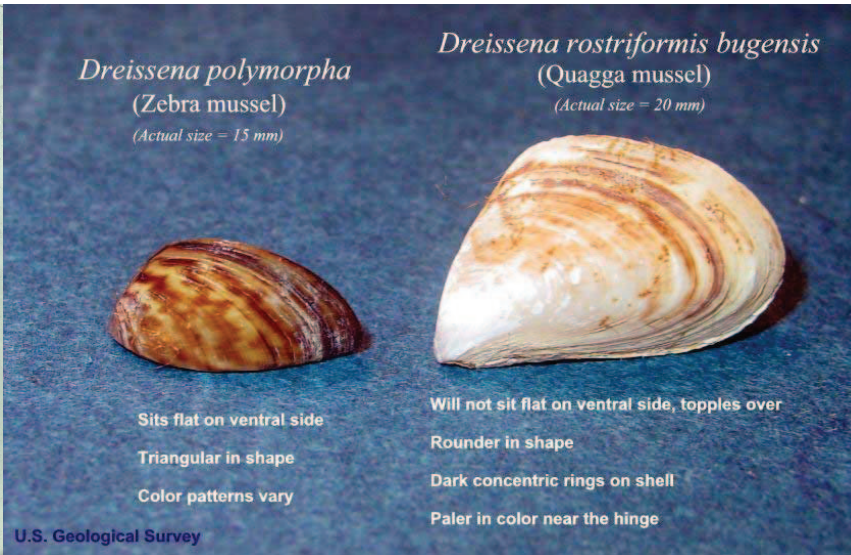 Dreissena polymorpha
(Zebra mussel)
(Actual size = 15 mm)
Sits flat on ventral side
Triangular in shape
Color patterns vary
Dreissena rostriformis bugensis
(Quagga mussel)
(Actual size = 20 mm)
Will not sit flat on ventral side, topples over
Rounder in shape
Dark concentric rings on shell
Paler in color near the hinge
U.S. Geological Survey